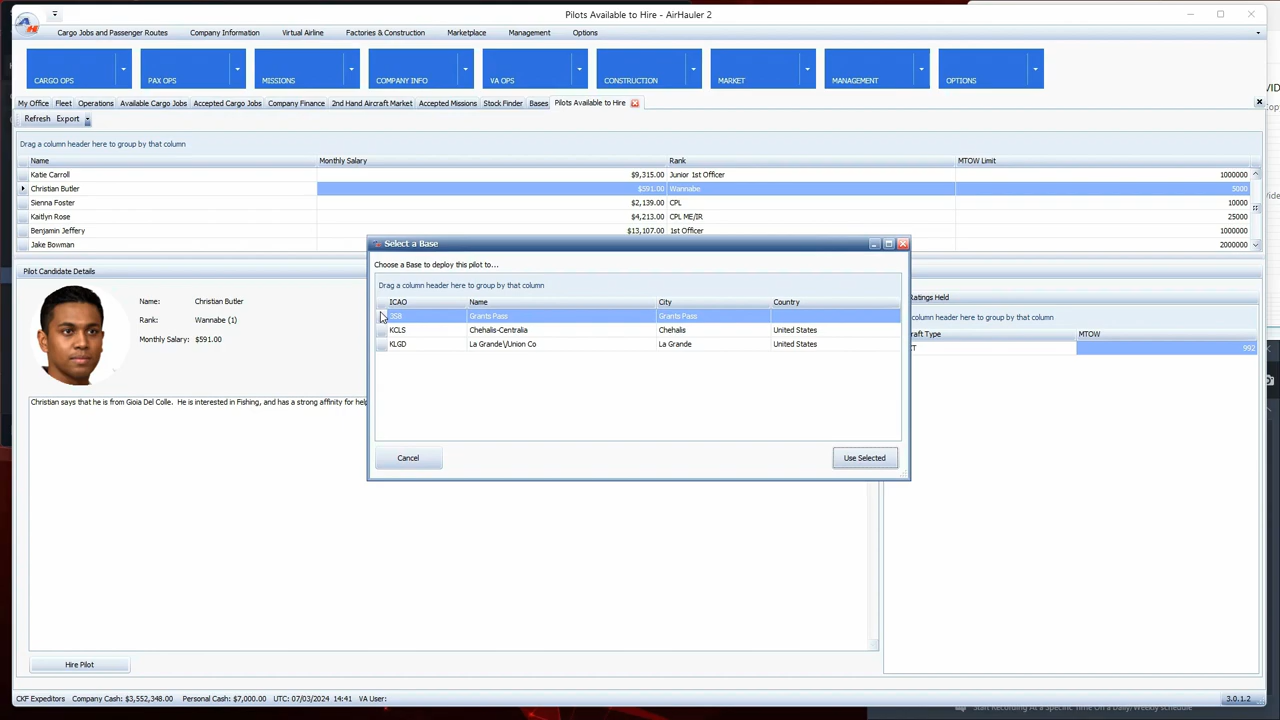 Pilots Available to Hire - AirHauler 2
Cargo Jobs and Passenger Routes Company Information Virtual Airline Factories & Construction Marketplace Management Options
CARGO OPS PAX OPS MISSIONS COMPANY INFO VA OPS CONSTRUCTION MARKET MANAGEMENT OPTIONS
My Office Fleet Operations Available Cargo Jobs Accepted Cargo Jobs Company Finance 2nd Hand Aircraft Market Accepted Missions Stock Finder Bases Pilots Available to Hire
Refresh Export
Drag a column header here to group by that column
Name Monthly Salary Rank MTOW Limit
Katie Carroll $9,315.00 Junior 1st Officer 1000000
Christian Butler $591.00 Wannabe 5000
Sienna Foster $2,139.00 CPL 10000
Kaitlyn Rose $4,213.00 CPL ME/IR 25000
Benjamin Jeffery $13,107.00 1st Officer 1000000
Jake Bowman 2000000
Select a Base
Choose a Base to deploy this pilot to...
Drag a column header here to group by that column
ICAO Name City Country
3S8 Grants Pass Grants Pass
KCLS Chehalis-Centralia Chehalis United States
KLGD La Grande\/Union Co La Grande United States
Cancel Use Selected
Pilot Candidate Details
Name: Christian Butler
Rank: Wannabe (1)
Monthly Salary: $591.00
Christian says that he is from Gioia Del Colle. He is interested in Fishing, and has a strong affinity for help
Ratings Held
column header here to group by that column
raft Type MTOW
992
Hire Pilot
CKF Expeditors Company Cash: $3,552,348.00 Personal Cash: $7,000.00 UTC: 07/03/2024 14:41 VA User: 3.0.1.2
Start Recording At a Specific Time On a Daily/Weekly schedule